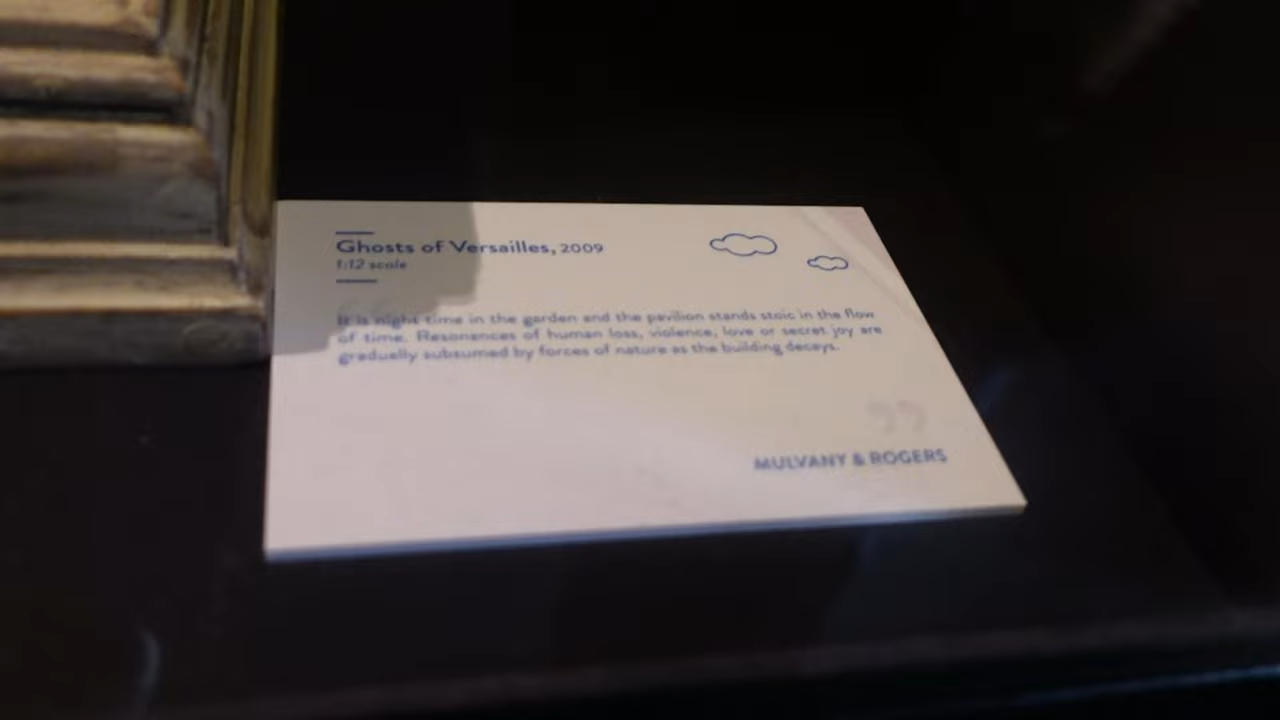 Ghosts of Versailles, 2009
1:12 scale
It is night time in the garden and the pavilion stands stoic in the flow
of time. Resonances of human loss, violence, love or secret joy are
gradually subsumed by forces of nature as the building decays.
MULVANY & ROGERS